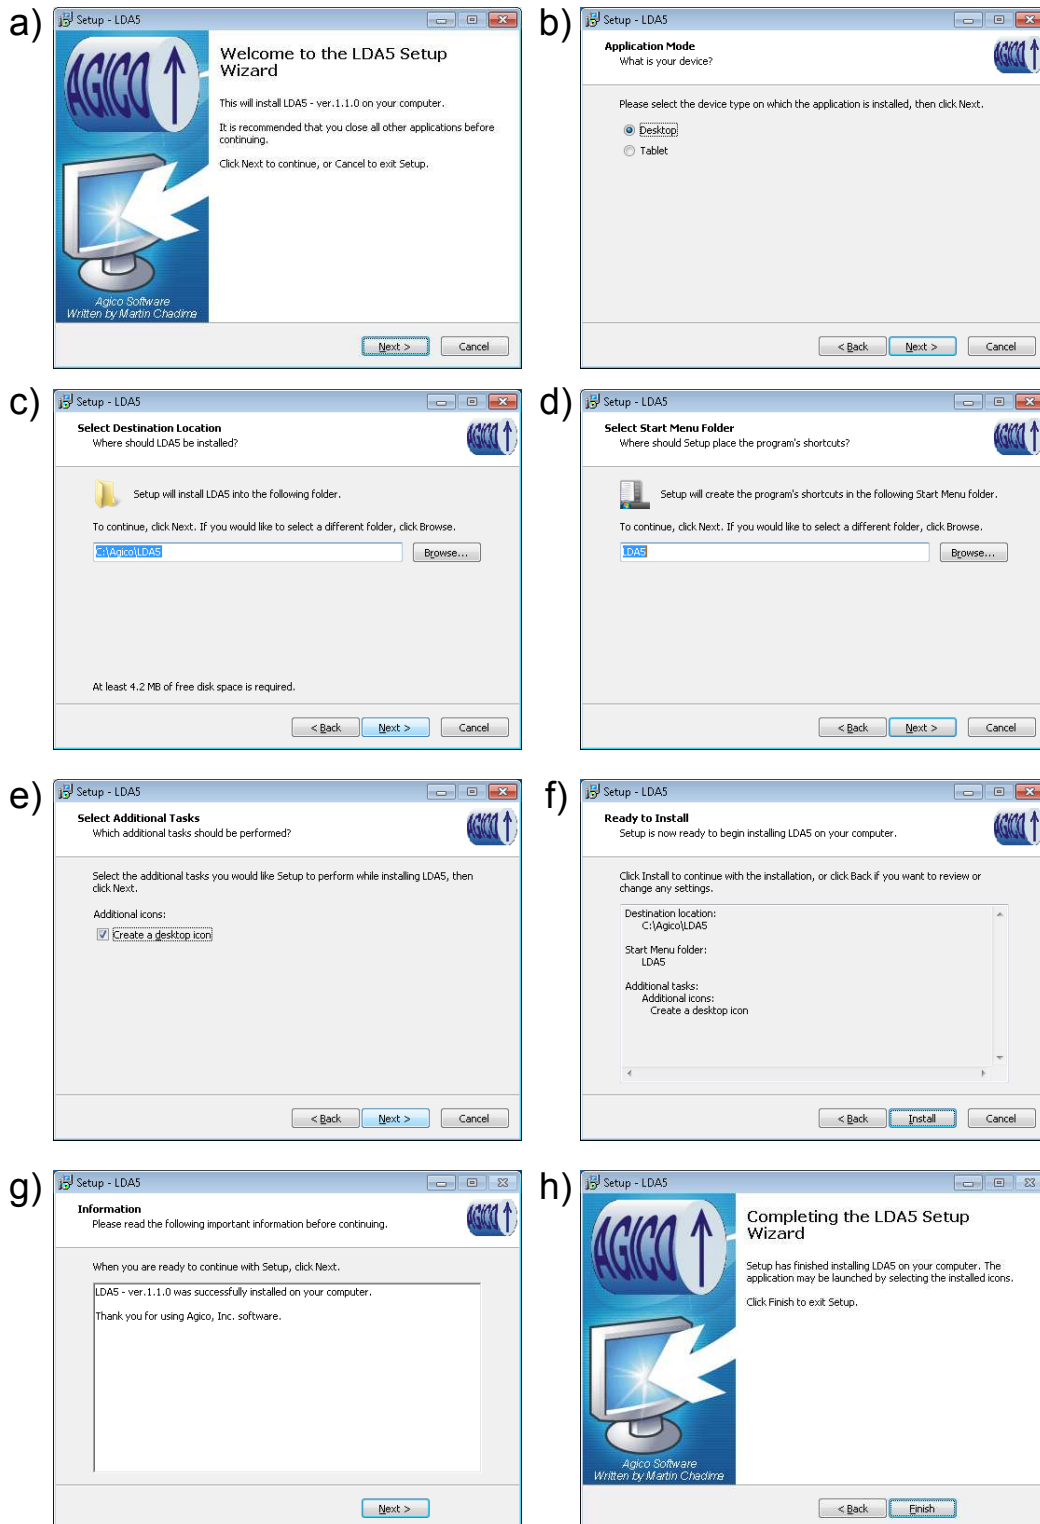 a)
Setup - LDA5
AGICO
Welcome to the LDA5 Setup
Wizard
This will install LDA5 - ver.1.1.0 on your computer.
It is recommended that you close all other applications before
continuing.
Click Next to continue, or Cancel to exit Setup.
Agico Software
Written by Martin Chadima
Next >
Cancel
b)
Setup - LDA5
Application Mode
What is your device?
AGICO
Please select the device type on which the application is installed, then click Next.
Desktop
Tablet
< Back
Next >
Cancel
c)
Setup - LDA5
Select Destination Location
Where should LDA5 be installed?
AGICO
Setup will install LDA5 into the following folder.
To continue, click Next. If you would like to select a different folder, click Browse.
C:\Agico\LDA5
Browse...
At least 4.2 MB of free disk space is required.
< Back
Next >
Cancel
d)
Setup - LDA5
Select Start Menu Folder
Where should Setup place the program's shortcuts?
AGICO
Setup will create the program's shortcuts in the following Start Menu folder.
To continue, click Next. If you would like to select a different folder, click Browse.
LDA5
Browse...
< Back
Next >
Cancel
e)
Setup - LDA5
Select Additional Tasks
Which additional tasks should be performed?
AGICO
Select the additional tasks you would like Setup to perform while installing LDA5, then
click Next.
Additional icons:
Create a desktop icon
< Back
Next >
Cancel
f)
Setup - LDA5
Ready to Install
Setup is now ready to begin installing LDA5 on your computer.
AGICO
Click Install to continue with the installation, or click Back if you want to review or
change any settings.
Destination location:
C:\Agico\LDA5
Start Menu folder:
LDA5
Additional tasks:
Additional icons:
Create a desktop icon
< Back
Install
Cancel
g)
Setup - LDA5
Information
Please read the following important information before continuing.
AGICO
When you are ready to continue with Setup, click Next.
LDA5 - ver.1.1.0 was successfully installed on your computer.
Thank you for using Agico, Inc. software.
Next >
h)
Setup - LDA5
AGICO
Completing the LDA5 Setup
Wizard
Setup has finished installing LDA5 on your computer. The
application may be launched by selecting the installed icons.
Click Finish to exit Setup.
Agico Software
Written by Martin Chadima
< Back
Finish